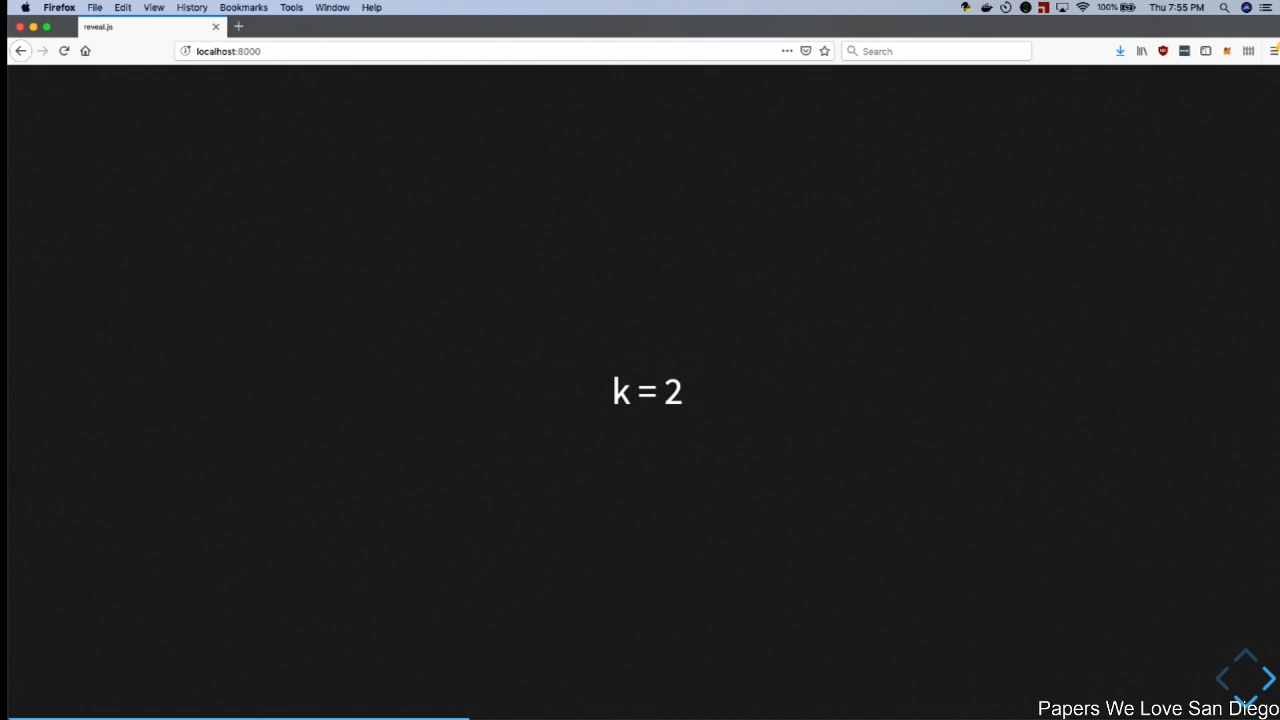 Firefox File Edit View History Bookmarks Tools Window Help 100% Thu 7:55 PM
reveal.js
localhost:8000 Search
k = 2
Papers We Love San Diego